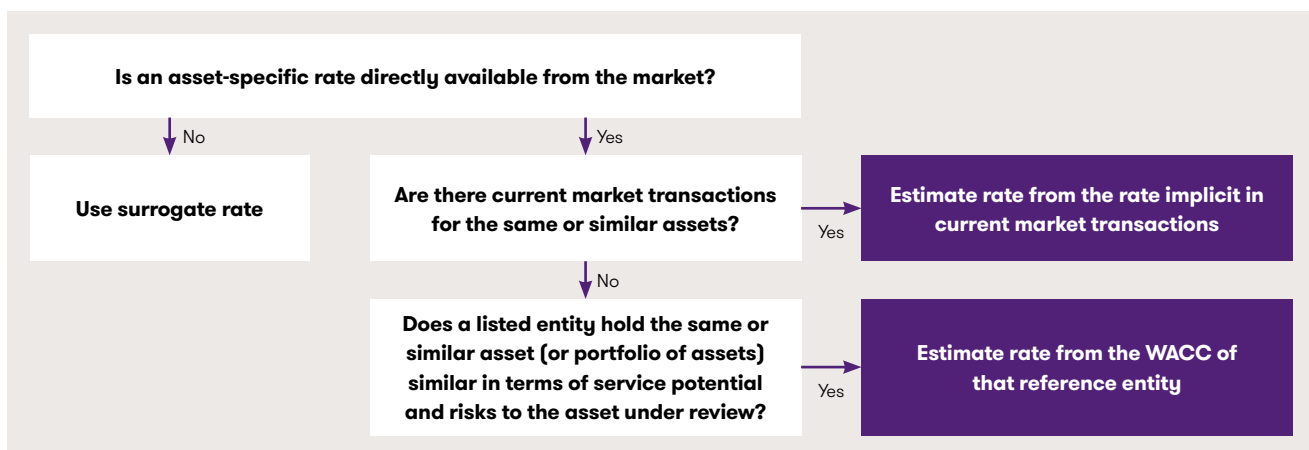 Is an asset-specific rate directly available from the market?
No
Yes
Use surrogate rate
Are there current market transactions
for the same or similar assets?
Yes
Estimate rate from the rate implicit in
current market transactions
No
Does a listed entity hold the same or
similar asset (or portfolio of assets)
similar in terms of service potential
and risks to the asset under review?
Yes
Estimate rate from the WACC of
that reference entity